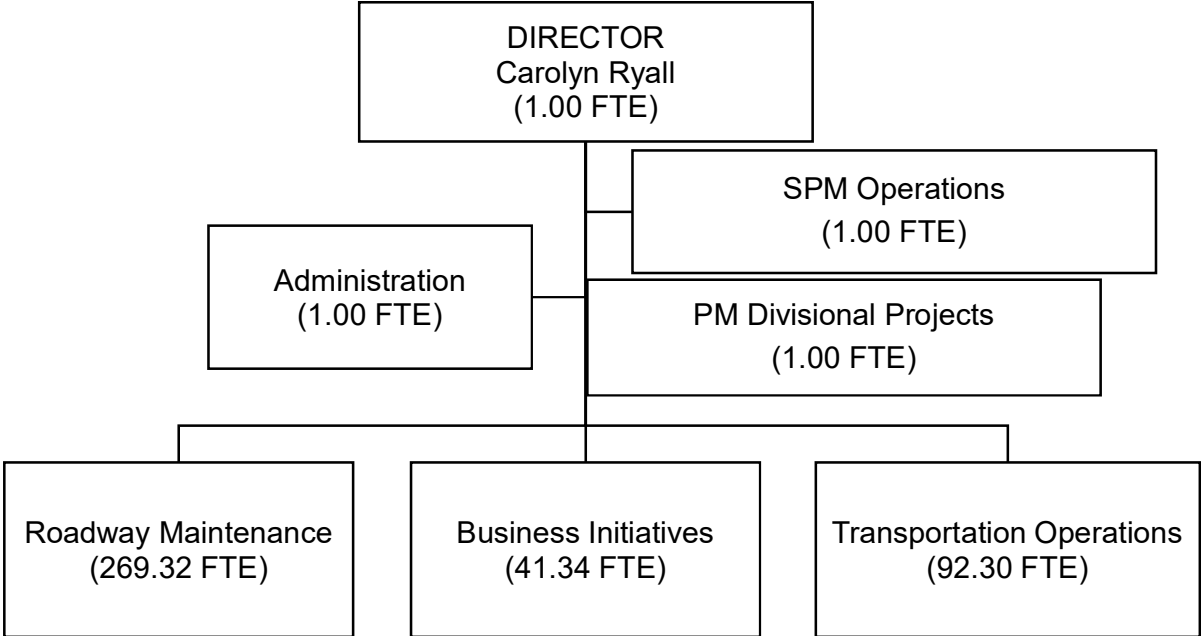 DIRECTOR
Carolyn Ryall
(1.00 FTE)
SPM Operations
(1.00 FTE)
Administration
(1.00 FTE)
PM Divisional Projects
(1.00 FTE)
Roadway Maintenance
(269.32 FTE)
Business Initiatives
(41.34 FTE)
Transportation Operations
(92.30 FTE)